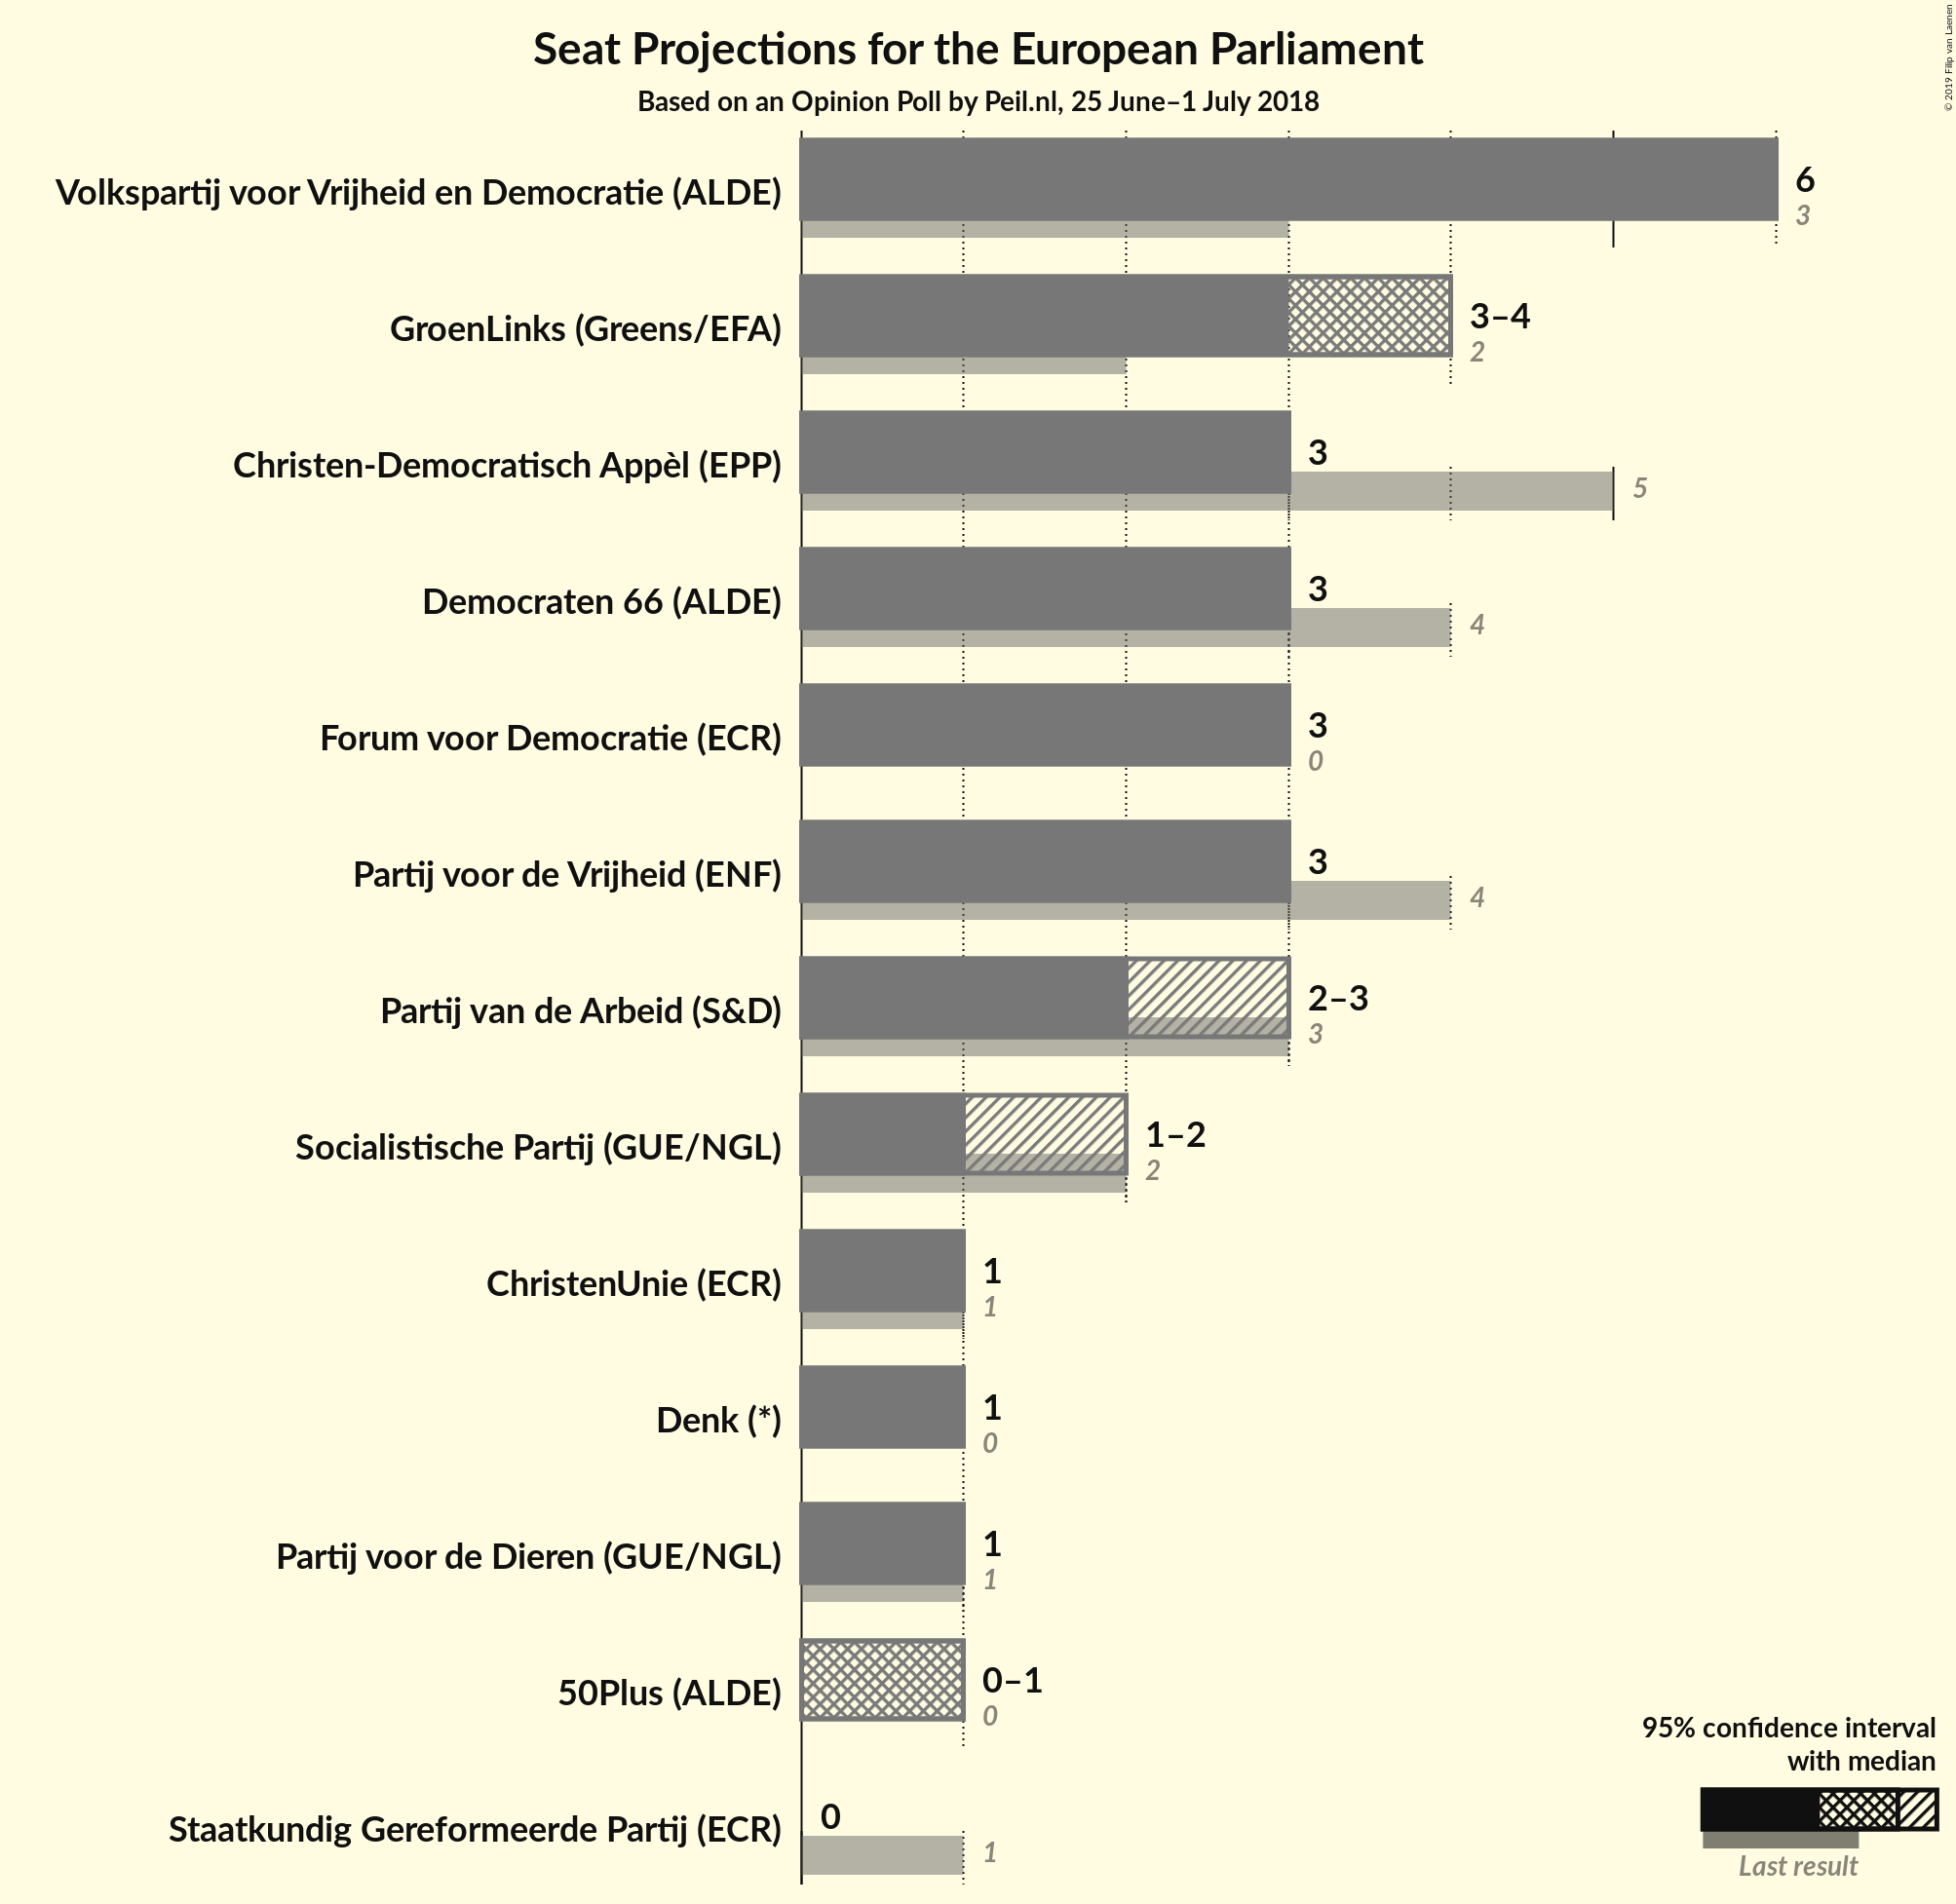 Seat Projections for the European Parliament
Based on an Opinion Poll by Peil.nl, 25 June–1 July 2018
© 2019 Filip van Laenen
Volkspartij voor Vrijheid en Democratie (ALDE)
6
3
GroenLinks (Greens/EFA)
3–4
2
Christen-Democratisch Appèl (EPP)
3
5
Democraten 66 (ALDE)
3
4
Forum voor Democratie (ECR)
3
0
Partij voor de Vrijheid (ENF)
3
4
Partij van de Arbeid (S&D)
2–3
3
Socialistische Partij (GUE/NGL)
1–2
2
ChristenUnie (ECR)
1
1
Denk (*)
1
0
Partij voor de Dieren (GUE/NGL)
1
1
50Plus (ALDE)
0–1
0
Staatkundig Gereformeerde Partij (ECR)
0
1
95% confidence interval
with median
Last result